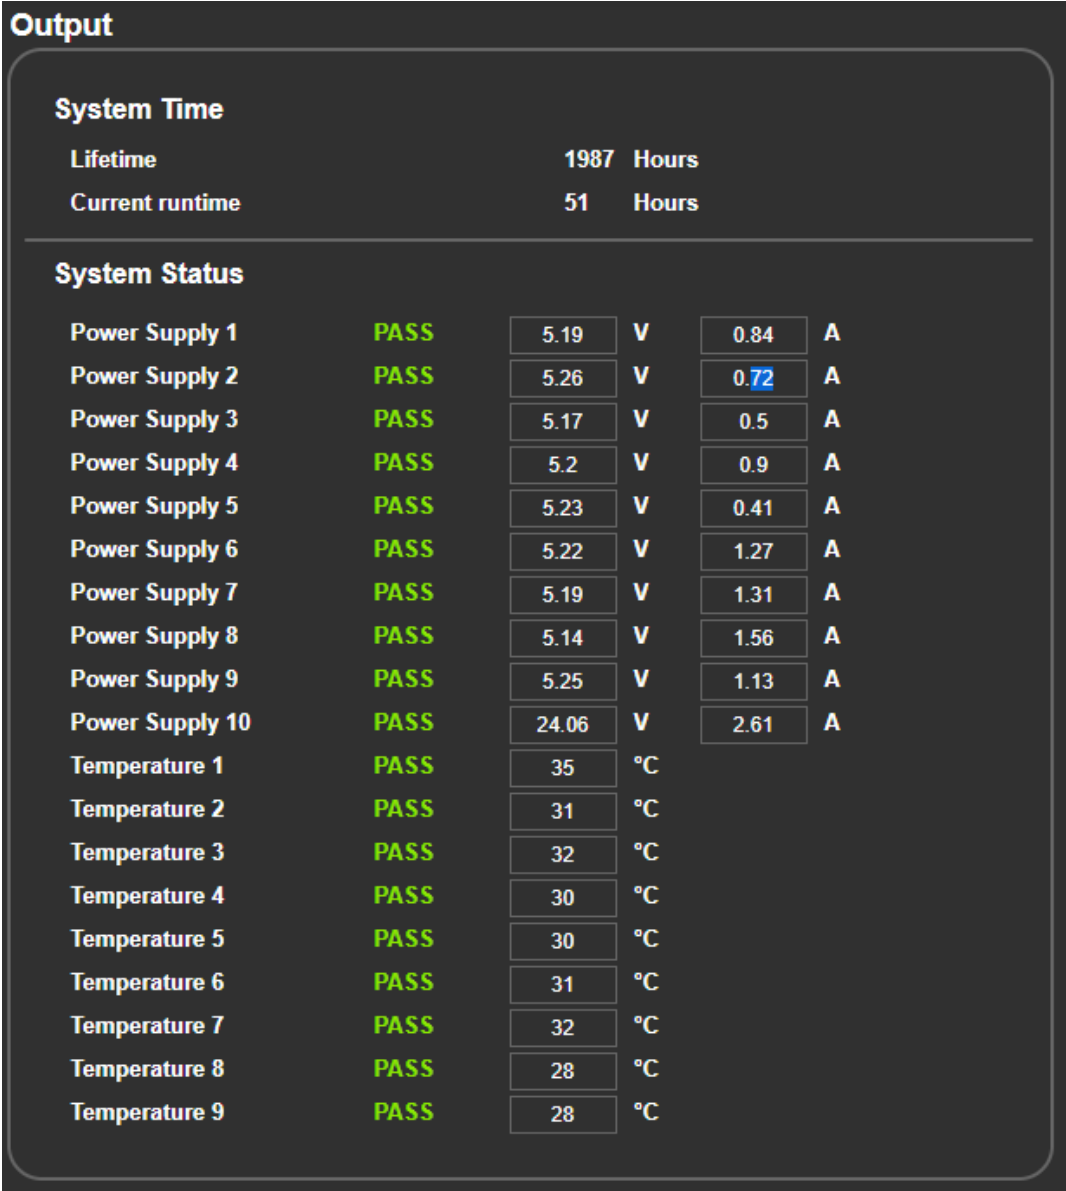 Output
System Time
Lifetime 1987 Hours
Current runtime 51 Hours
System Status
Power Supply 1 PASS 5.19 V 0.84 A
Power Supply 2 PASS 5.26 V 0.72 A
Power Supply 3 PASS 5.17 V 0.5 A
Power Supply 4 PASS 5.2 V 0.9 A
Power Supply 5 PASS 5.23 V 0.41 A
Power Supply 6 PASS 5.22 V 1.27 A
Power Supply 7 PASS 5.19 V 1.31 A
Power Supply 8 PASS 5.14 V 1.56 A
Power Supply 9 PASS 5.25 V 1.13 A
Power Supply 10 PASS 24.06 V 2.61 A
Temperature 1 PASS 35 °C
Temperature 2 PASS 31 °C
Temperature 3 PASS 32 °C
Temperature 4 PASS 30 °C
Temperature 5 PASS 30 °C
Temperature 6 PASS 31 °C
Temperature 7 PASS 32 °C
Temperature 8 PASS 28 °C
Temperature 9 PASS 28 °C